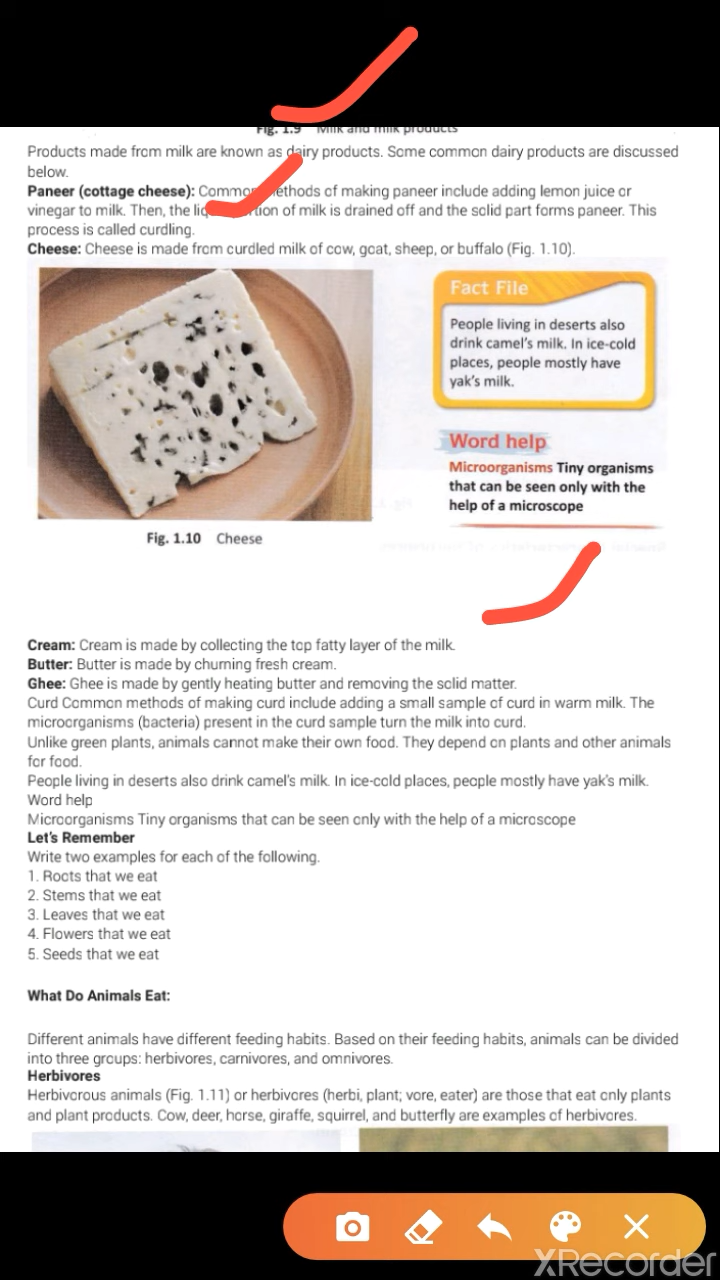 Fig. 1.9 Milk and milk products
Products made from milk are known as dairy products. Some common dairy products are discussed
below.
Paneer (cottage cheese): Common methods of making paneer include adding lemon juice or
vinegar to milk. Then, the liquid portion of milk is drained off and the solid part forms paneer. This
process is called curdling.
Cheese: Cheese is made from curdled milk of cow, goat, sheep, or buffalo (Fig. 1.10).
Fact File
People living in deserts also
drink camel's milk. In ice-cold
places, people mostly have
yak's milk.
Word help
Microorganisms Tiny organisms
that can be seen only with the
help of a microscope
Fig. 1.10 Cheese
Cream: Cream is made by collecting the top fatty layer of the milk.
Butter: Butter is made by churning fresh cream.
Ghee: Ghee is made by gently heating butter and removing the solid matter.
Curd Common methods of making curd include adding a small sample of curd in warm milk. The
microorganisms (bacteria) present in the curd sample turn the milk into curd.
Unlike green plants, animals cannot make their own food. They depend on plants and other animals
for food.
People living in deserts also drink camel's milk. In ice-cold places, people mostly have yak's milk.
Word help
Microorganisms Tiny organisms that can be seen only with the help of a microscope
Let's Remember
Write two examples for each of the following.
1. Roots that we eat
2. Stems that we eat
3. Leaves that we eat
4. Flowers that we eat
5. Seeds that we eat
What Do Animals Eat:
Different animals have different feeding habits. Based on their feeding habits, animals can be divided
into three groups: herbivores, carnivores, and omnivores.
Herbivores
Herbivorous animals (Fig. 1.11) or herbivores (herbi, plant; vore, eater) are those that eat only plants
and plant products. Cow, deer, horse, giraffe, squirrel, and butterfly are examples of herbivores.
XRecorder